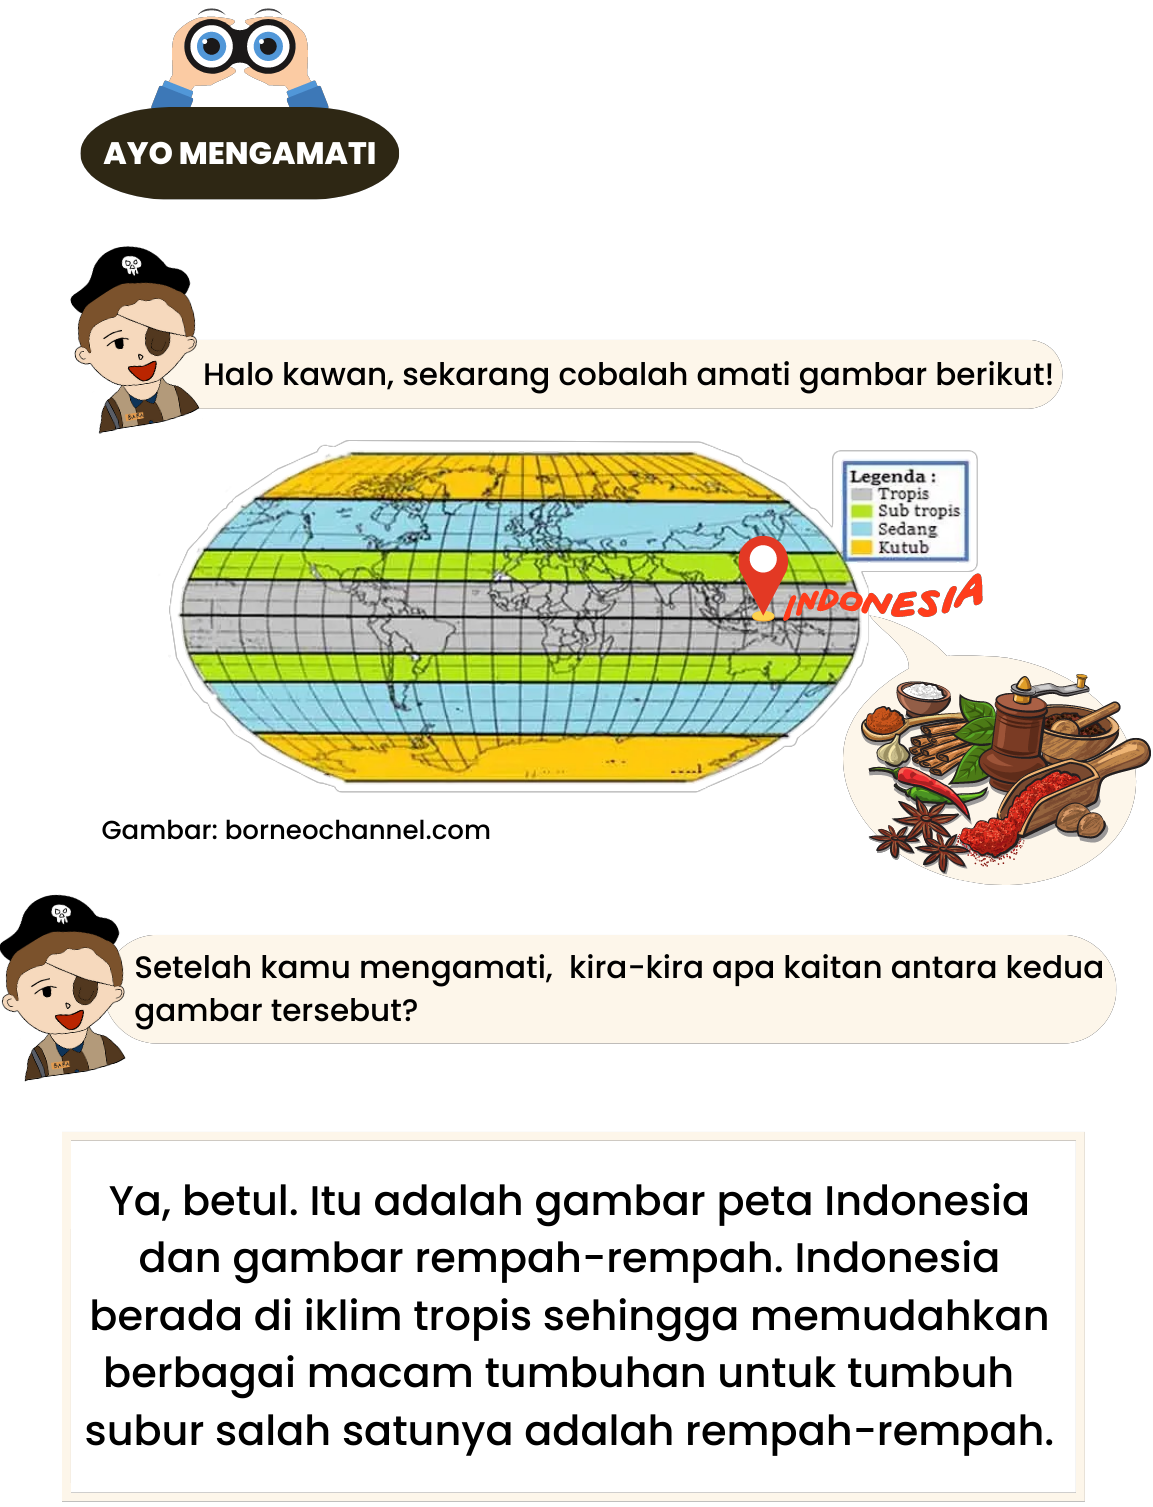 AYO MENGAMATI
Halo kawan, sekarang cobalah amati gambar berikut!
Legenda :
Tropis
Sub tropis
Sedang
Kutub
INDONESIA
Gambar: borneochannel.com
Setelah kamu mengamati,  kira-kira apa kaitan antara kedua
gambar tersebut?
Ya, betul. Itu adalah gambar peta Indonesia
dan gambar rempah-rempah. Indonesia
berada di iklim tropis sehingga memudahkan
berbagai macam tumbuhan untuk tumbuh
subur salah satunya adalah rempah-rempah.